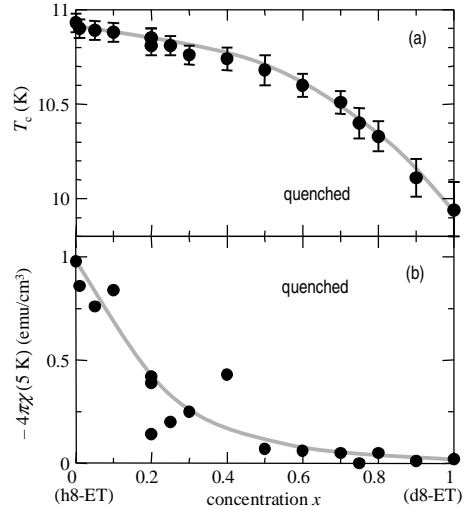 11
(a)
T_c (K)
10.5
quenched
10
1
(b)
quenched
− 4πχ (5 K) (emu/cm³)
0.5
0
0 0.2 0.4 0.6 0.8 1
(h8-ET) concentration x (d8-ET)